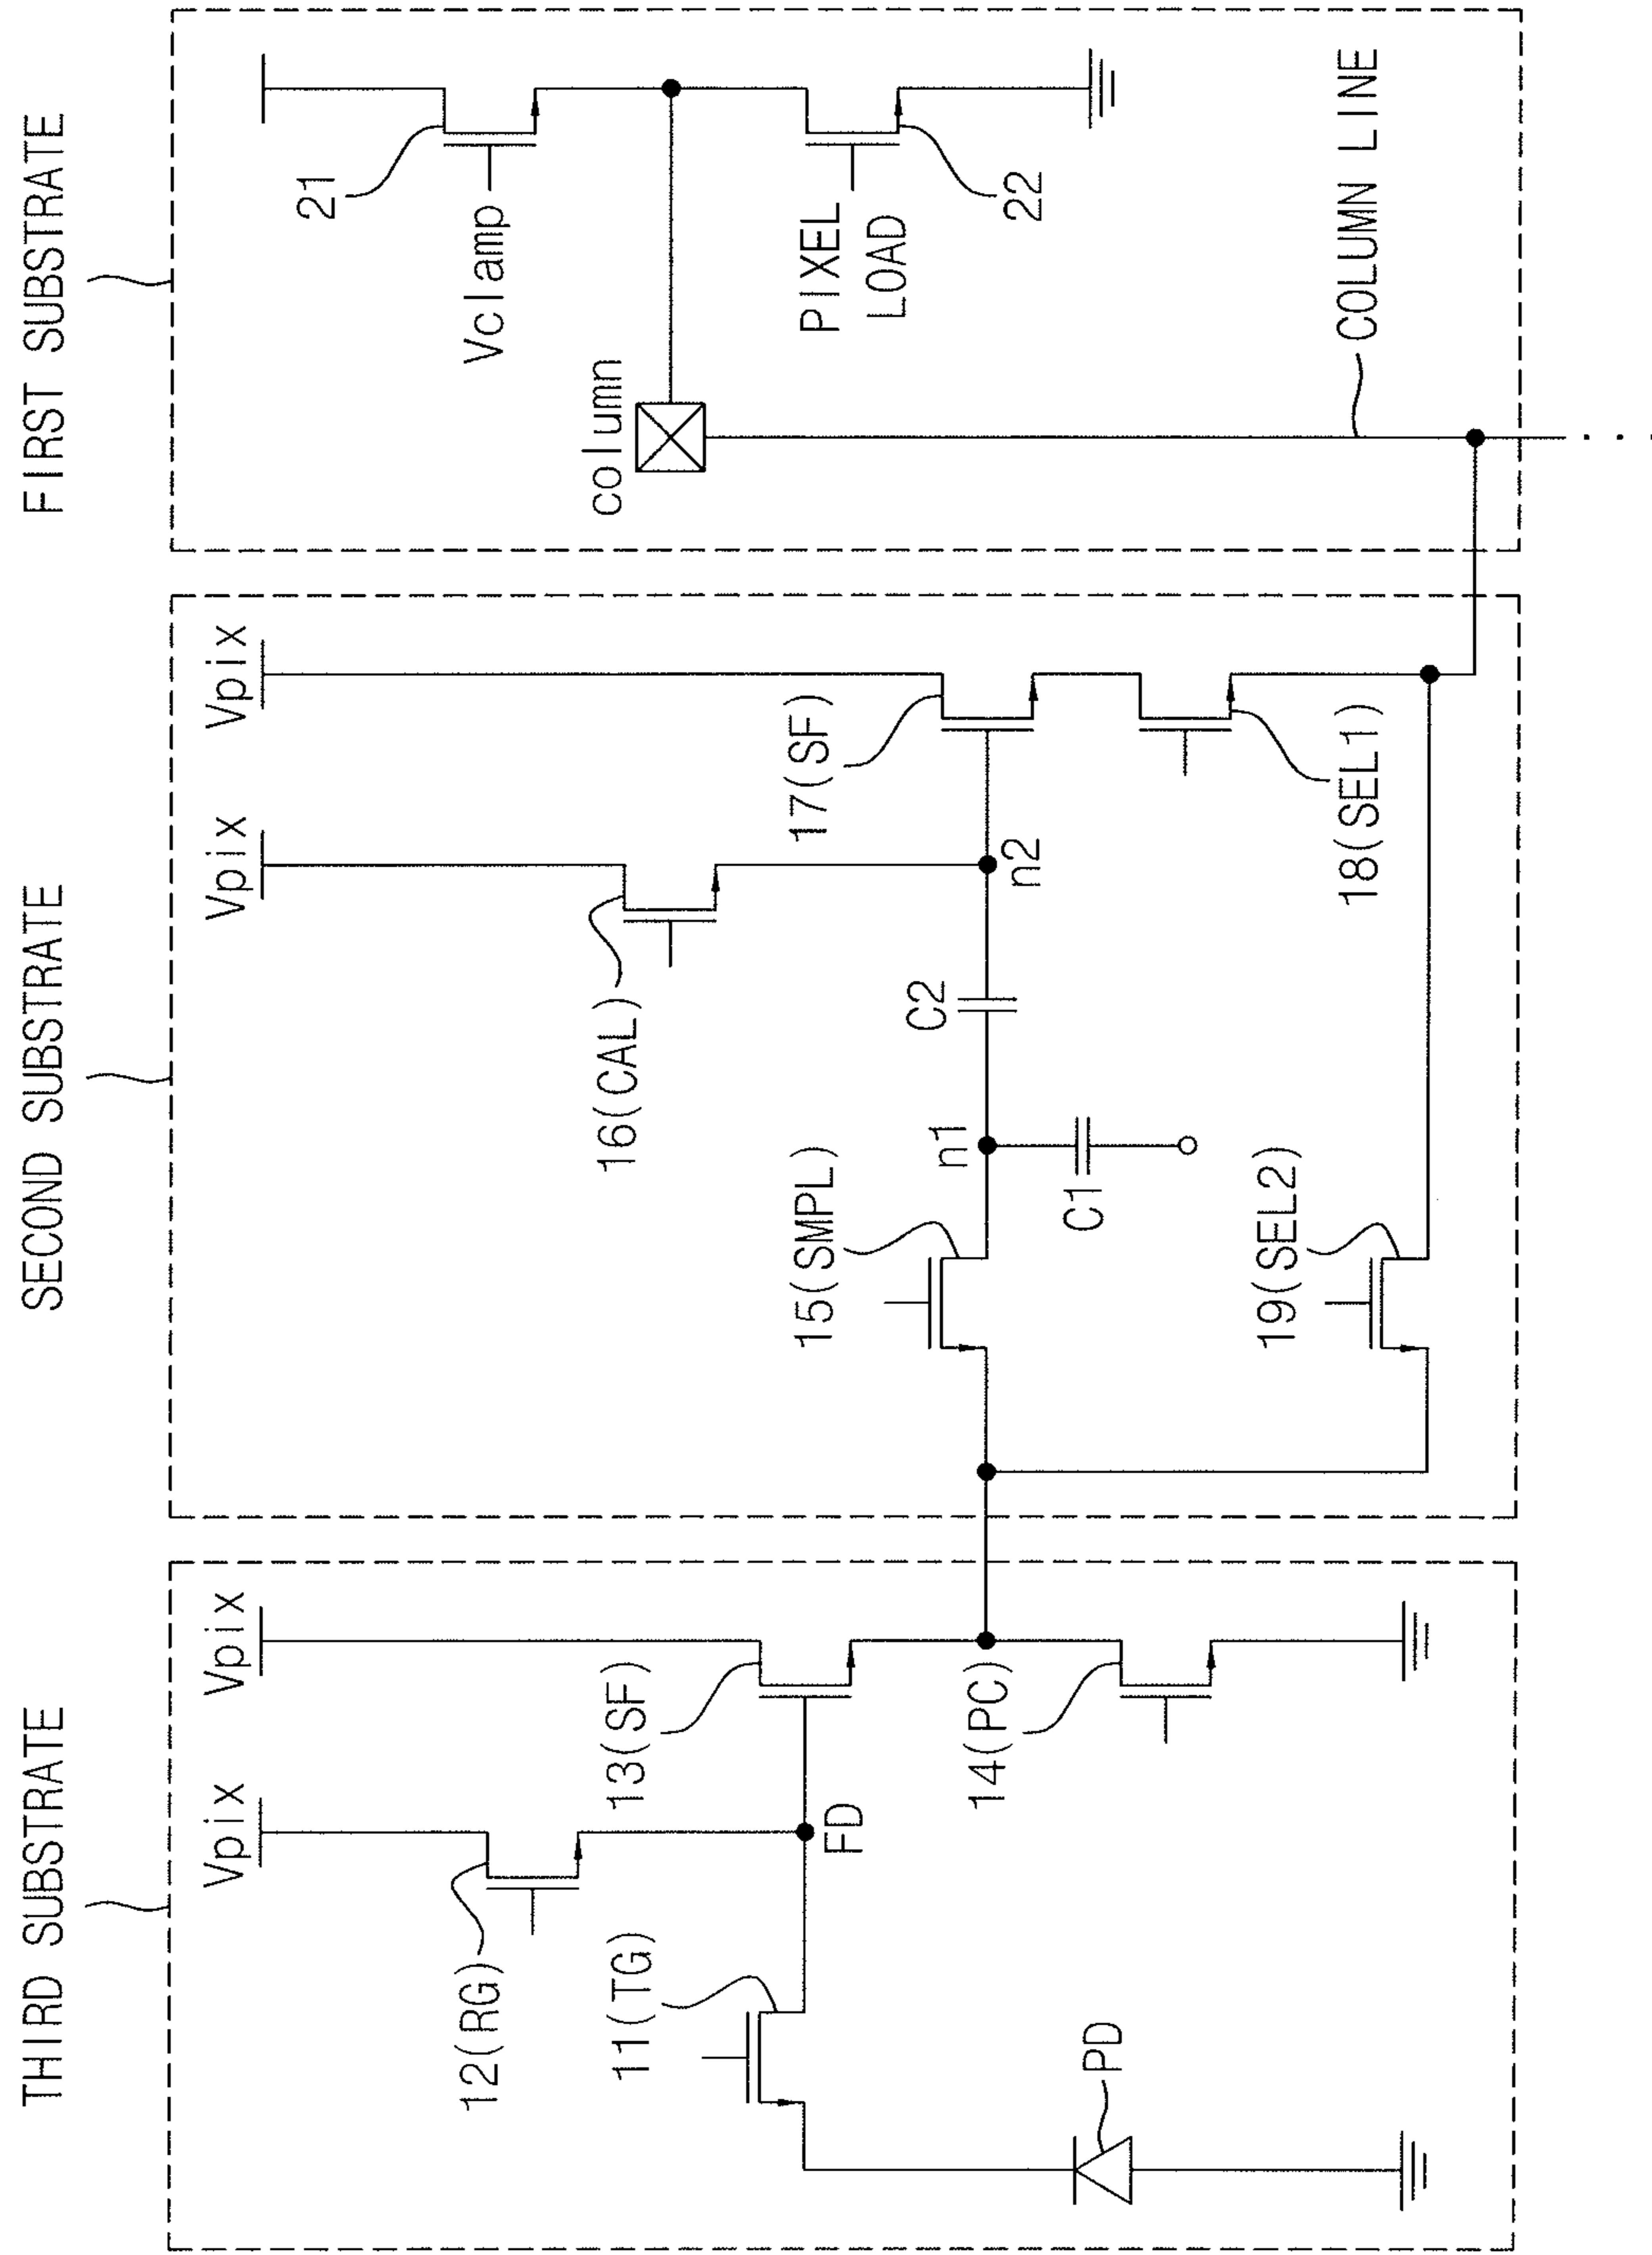 THIRD SUBSTRATE
SECOND SUBSTRATE
FIRST SUBSTRATE
Vpix
Vpix
Vpix
Vpix
12(RG)
13(SF)
11(TG)
FD
14(PC)
PD
16(CAL)
15(SMPL)
n1
C2
n2
17(SF)
C1
19(SEL2)
18(SEL1)
21
Vclamp
column
PIXEL
LOAD
22
COLUMN LINE